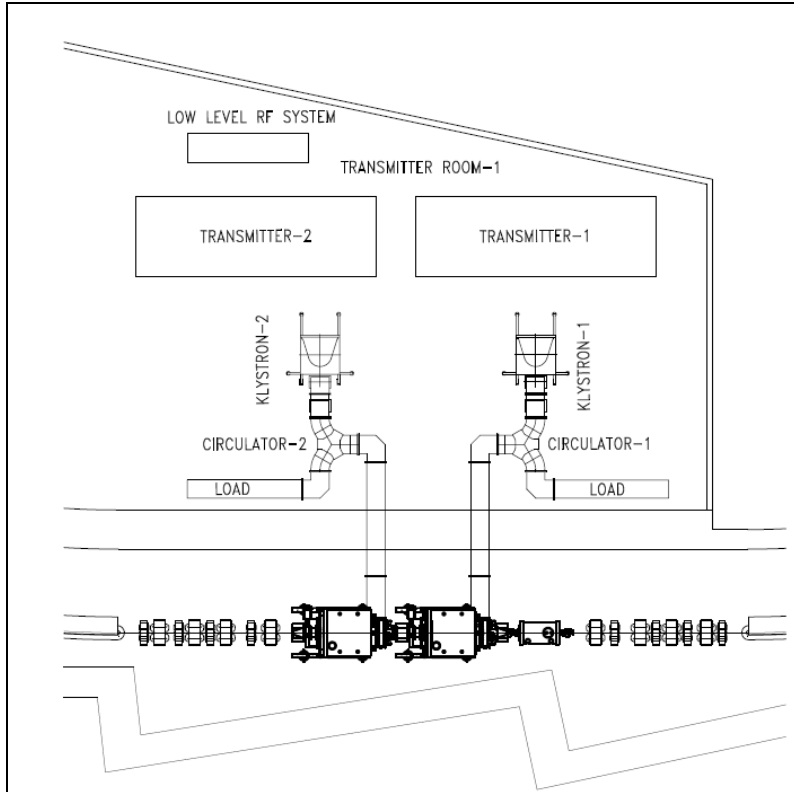 LOW LEVEL RF SYSTEM
TRANSMITTER ROOM-1
TRANSMITTER-2
TRANSMITTER-1
KLYSTRON-2
KLYSTRON-1
CIRCULATOR-2
CIRCULATOR-1
LOAD
LOAD